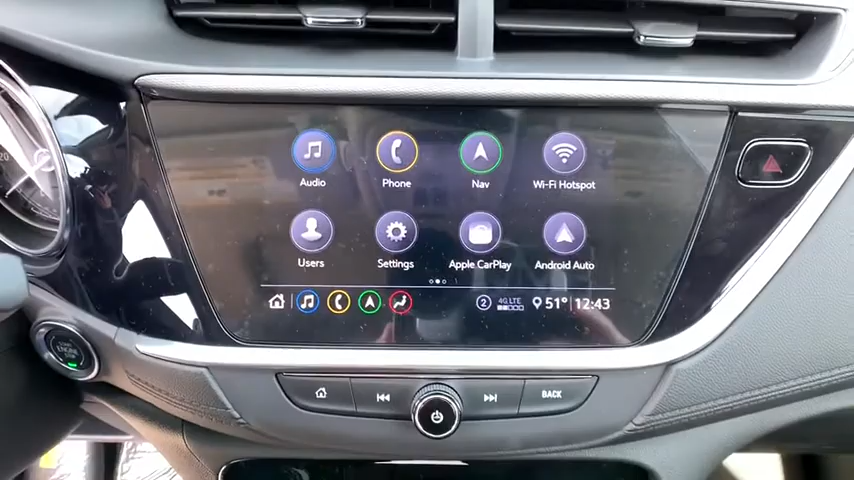 Audio Phone Nav Wi-Fi Hotspot
Users Settings Apple CarPlay Android Auto
2 4G LTE 51° 12:43
BACK